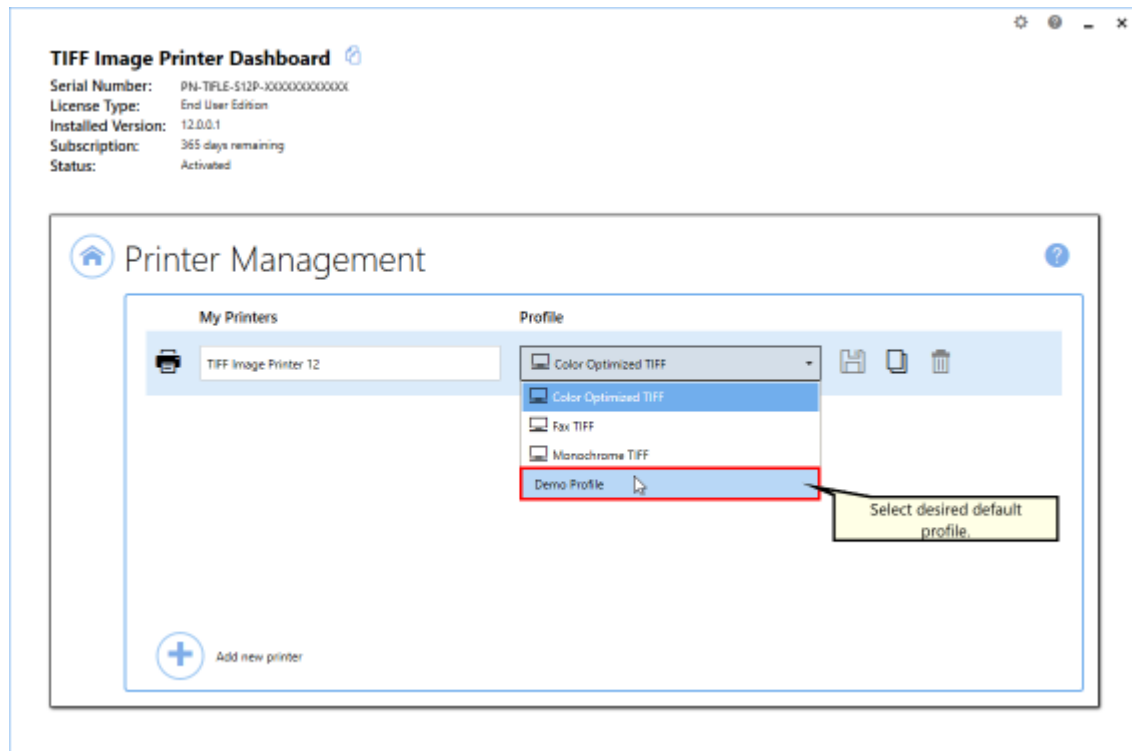 TIFF Image Printer Dashboard
Serial Number: PN-TIFLE-S12P-XXXXXXXXXXXX
License Type: End User Edition
Installed Version: 12.0.0.1
Subscription: 365 days remaining
Status: Activated
Printer Management
?
My Printers Profile
TIFF Image Printer 12 Color Optimized TIFF
Color Optimized TIFF
Fax TIFF
Monochrome TIFF
Demo Profile
Select desired default
profile.
Add new printer